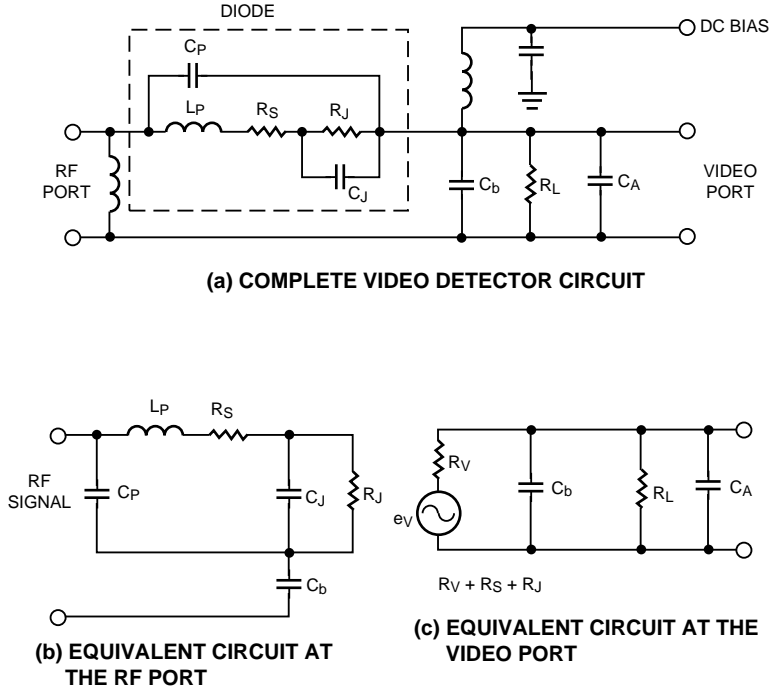 DIODE
DC BIAS
CP
LP
RS
RJ
CJ
RF
PORT
Cb
RL
CA
VIDEO
PORT
(a) COMPLETE VIDEO DETECTOR CIRCUIT
LP
RS
RF
SIGNAL
CP
CJ
RJ
Cb
(b) EQUIVALENT CIRCUIT AT
THE RF PORT
RV
eV
Cb
RL
CA
RV + RS + RJ
(c) EQUIVALENT CIRCUIT AT THE
VIDEO PORT